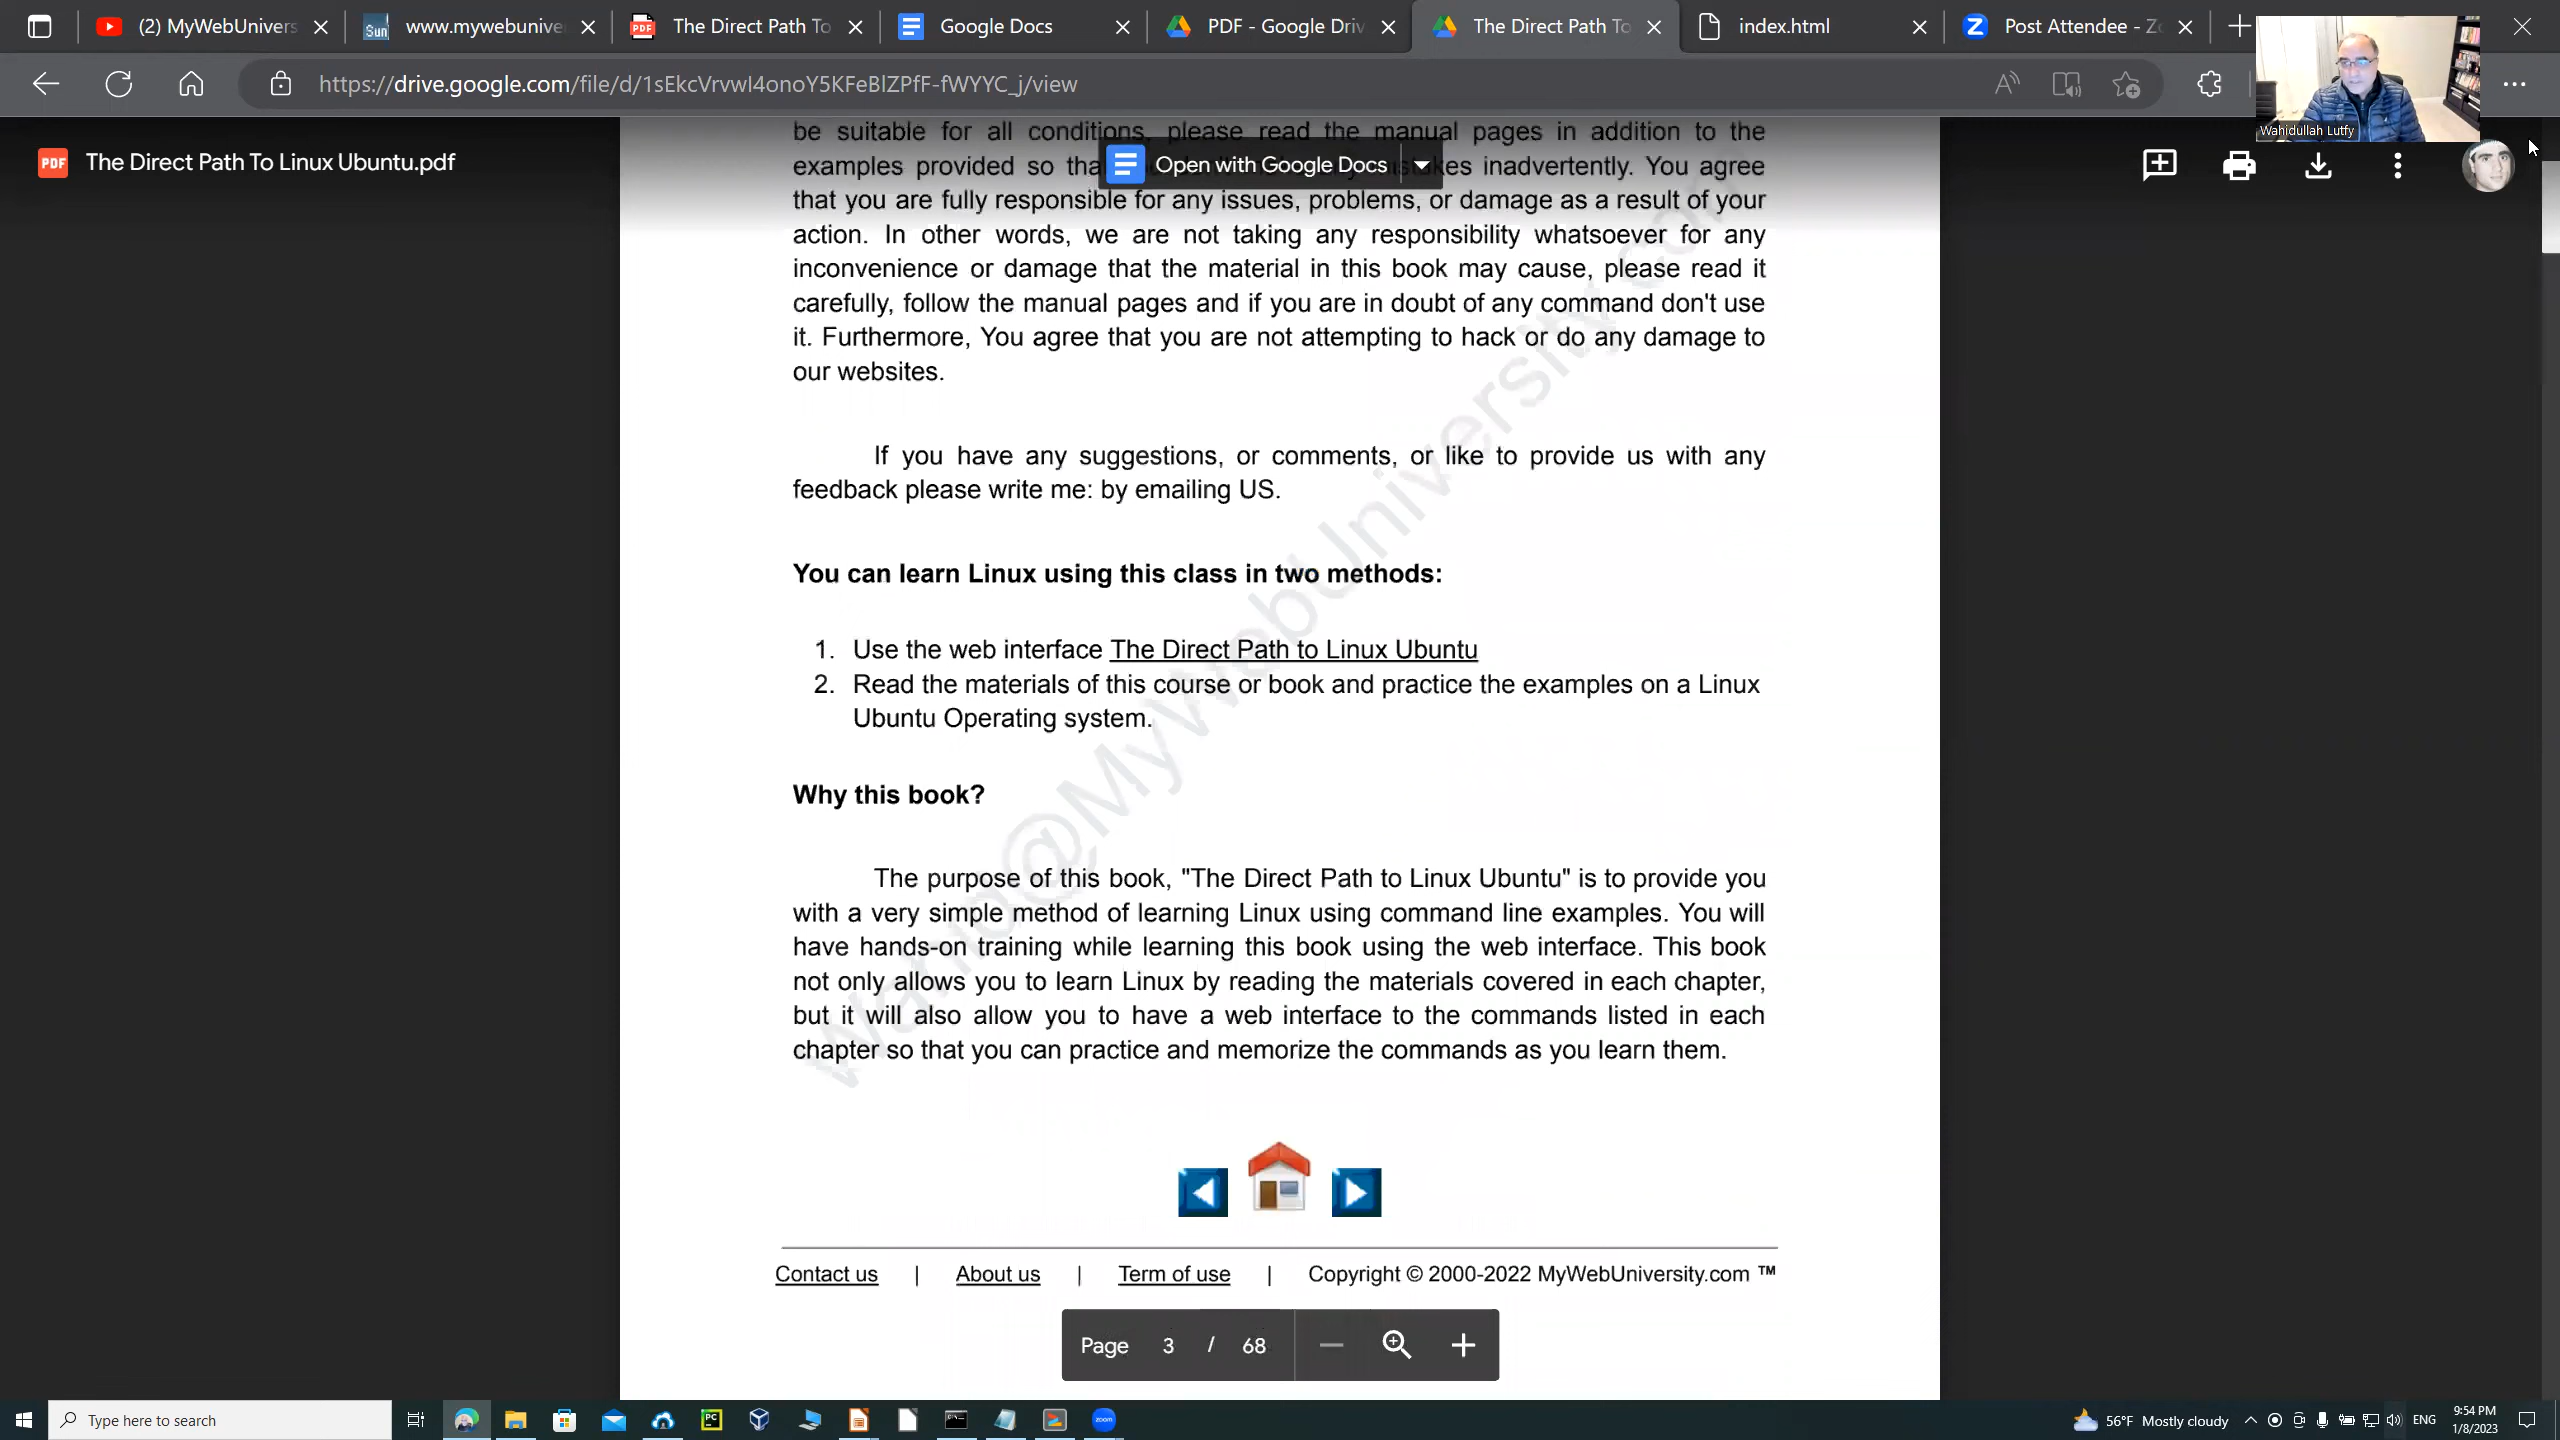 (2) MyWebUnivers
www.mywebunive
The Direct Path To
Google Docs
PDF - Google Driv
The Direct Path To
index.html
Post Attendee - Z
https://drive.google.com/file/d/1sEkcVrvwI4onoY5KFeBlZPfF-fWYYC_j/view
Wahidullah Lutfy
PDF
The Direct Path To Linux Ubuntu.pdf
Open with Google Docs
be suitable for all conditions, please read the manual pages in addition to the
examples provided so tha kes inadvertently. You agree
that you are fully responsible for any issues, problems, or damage as a result of your
action. In other words, we are not taking any responsibility whatsoever for any
inconvenience or damage that the material in this book may cause, please read it
carefully, follow the manual pages and if you are in doubt of any command don't use
it. Furthermore, You agree that you are not attempting to hack or do any damage to
our websites.
If you have any suggestions, or comments, or like to provide us with any
feedback please write me: by emailing US.
You can learn Linux using this class in two methods:
1. Use the web interface The Direct Path to Linux Ubuntu
2. Read the materials of this course or book and practice the examples on a Linux
Ubuntu Operating system.
Why this book?
The purpose of this book, "The Direct Path to Linux Ubuntu" is to provide you
with a very simple method of learning Linux using command line examples. You will
have hands-on training while learning this book using the web interface. This book
not only allows you to learn Linux by reading the materials covered in each chapter,
but it will also allow you to have a web interface to the commands listed in each
chapter so that you can practice and memorize the commands as you learn them.
Wahid@MyWebUniversity.com
Contact us | About us | Term of use | Copyright © 2000-2022 MyWebUniversity.com ™
Page 3 / 68
Type here to search
56°F Mostly cloudy
ENG
9:54 PM
1/8/2023